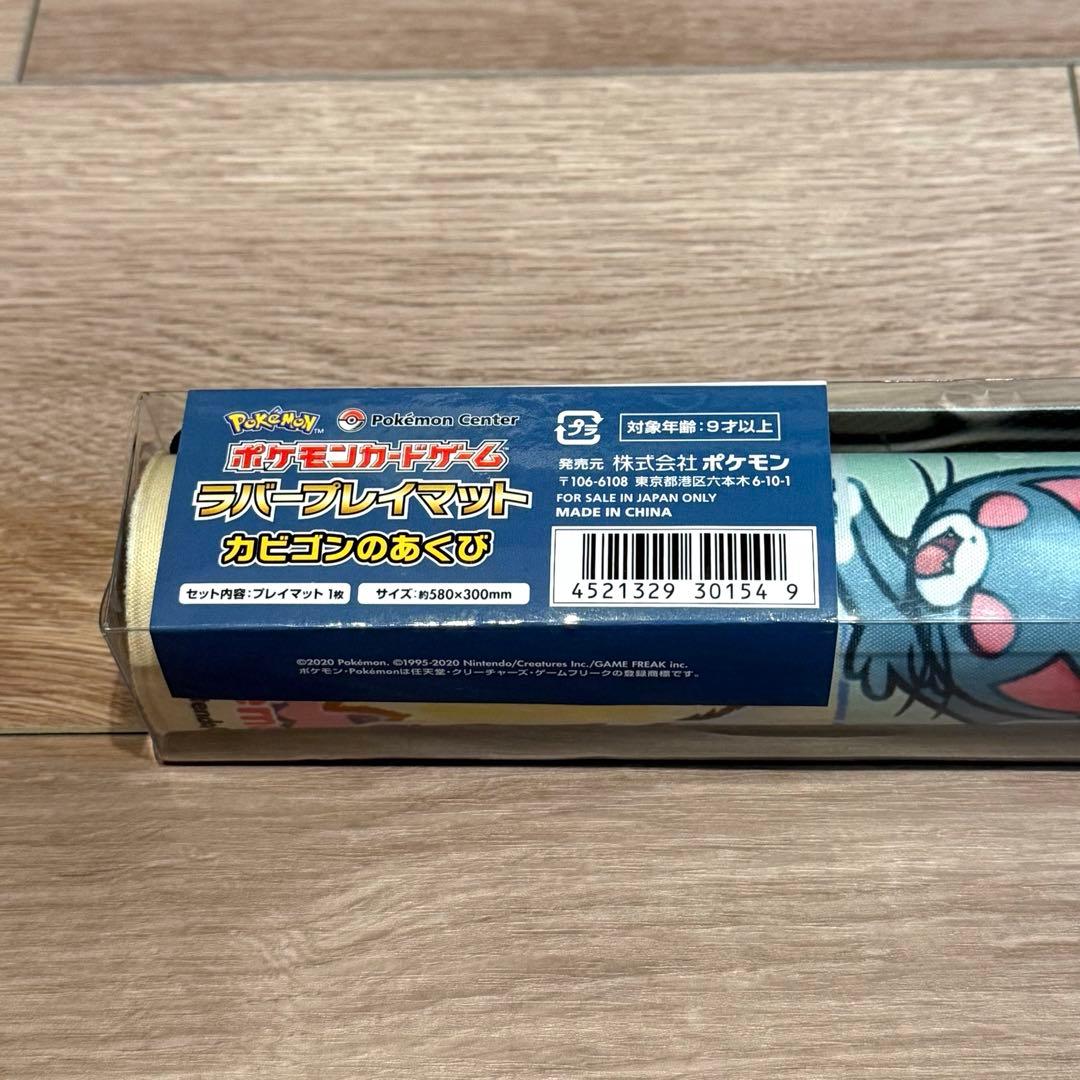 POKÉMON™ Pokémon Center
ポケモンカードゲーム
ラバープレイマット
カビゴンのあくび
セット内容:プレイマット 1枚 サイズ:約580×300mm
プラ 対象年齢:9才以上
発売元 株式会社ポケモン
〒106-6108 東京都港区六本木6-10-1
FOR SALE IN JAPAN ONLY
MADE IN CHINA
4521329 30154 9
©2020 Pokémon. ©1995-2020 Nintendo/Creatures Inc./GAME FREAK inc.
ポケモン・Pokémonは任天堂・クリーチャーズ・ゲームフリークの登録商標です。